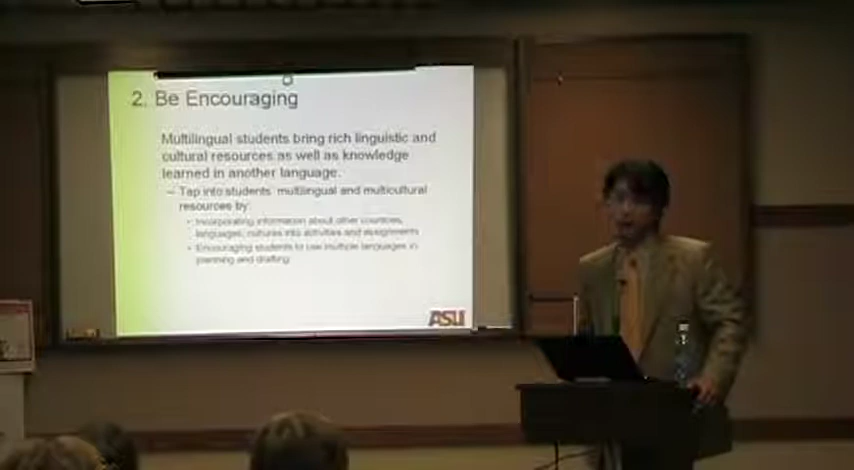 2. Be Encouraging
Multilingual students bring rich linguistic and
cultural resources as well as knowledge
learned in another language.
– Tap into students' multilingual and multicultural
resources by:
• Incorporating information about other countries,
languages, cultures into activities and assignments
• Encouraging students to use multiple languages in
planning and drafting
ASU